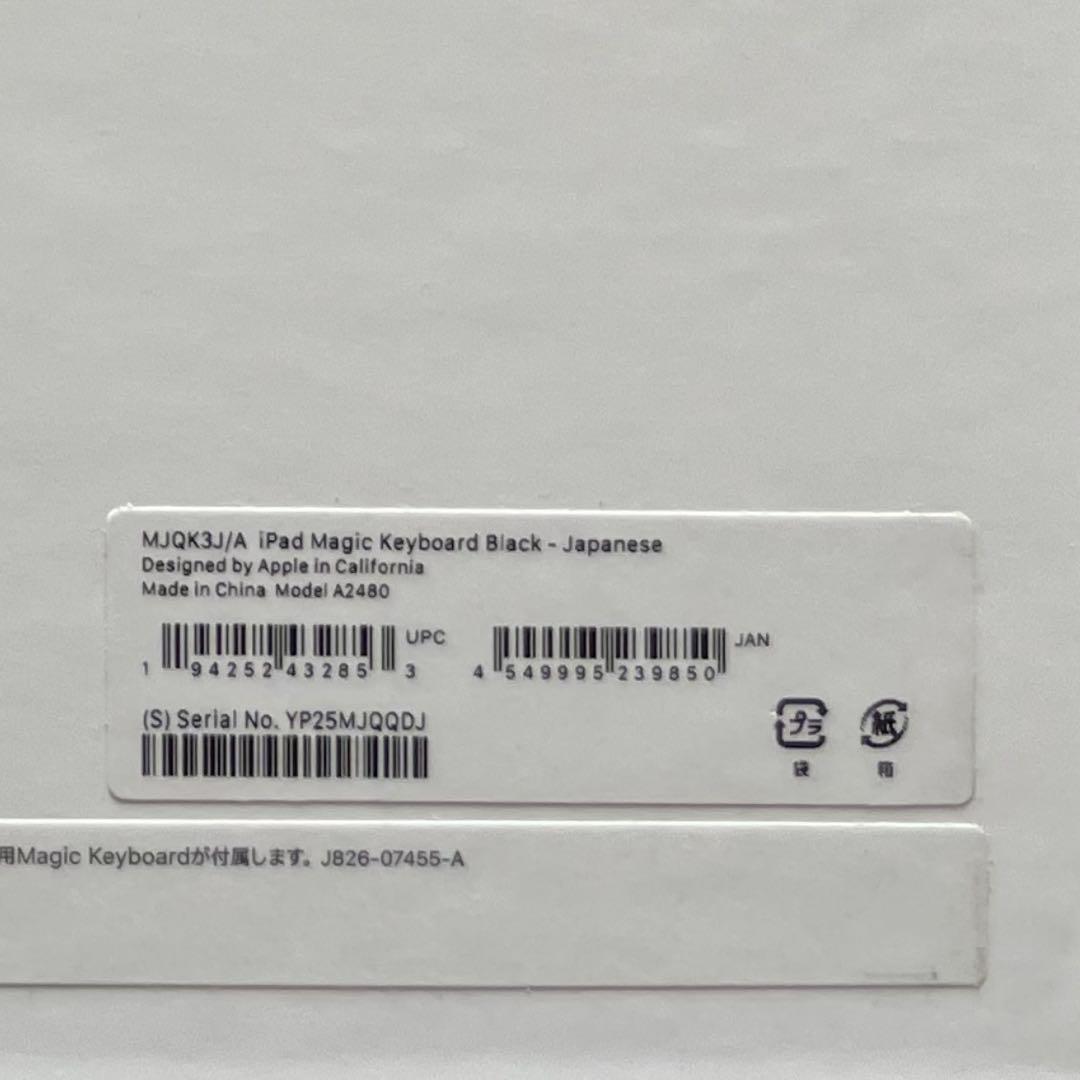 MJQK3J/A iPad Magic Keyboard Black - Japanese
Designed by Apple in California
Made in China Model A2480
UPC
1 94252 43285 3
JAN
4 549995 239850
(S) Serial No. YP25MJQQDJ
プラ 紙
袋 箱
用Magic Keyboardが付属します。J826-07455-A